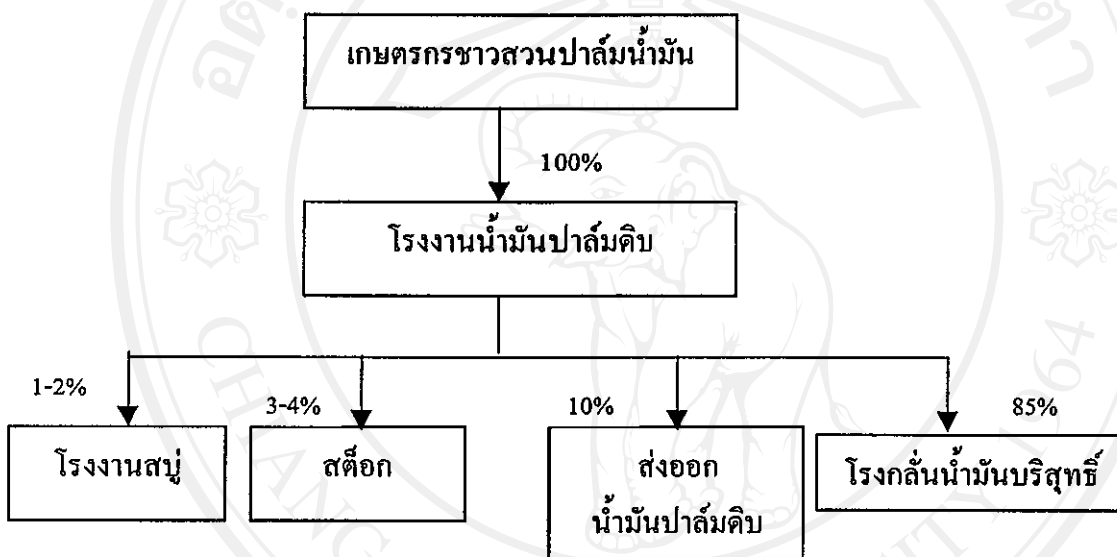 เกษตรกรชาวสวนปาล์มน้ำมัน
100%
โรงงานน้ำมันปาล์มดิบ
1-2%
3-4%
10%
85%
โรงงานสบู่
สต็อก
ส่งออก
น้ำมันปาล์มดิบ
โรงกลั่นน้ำมันบริสุทธิ์
CHIANG
ITY 1964